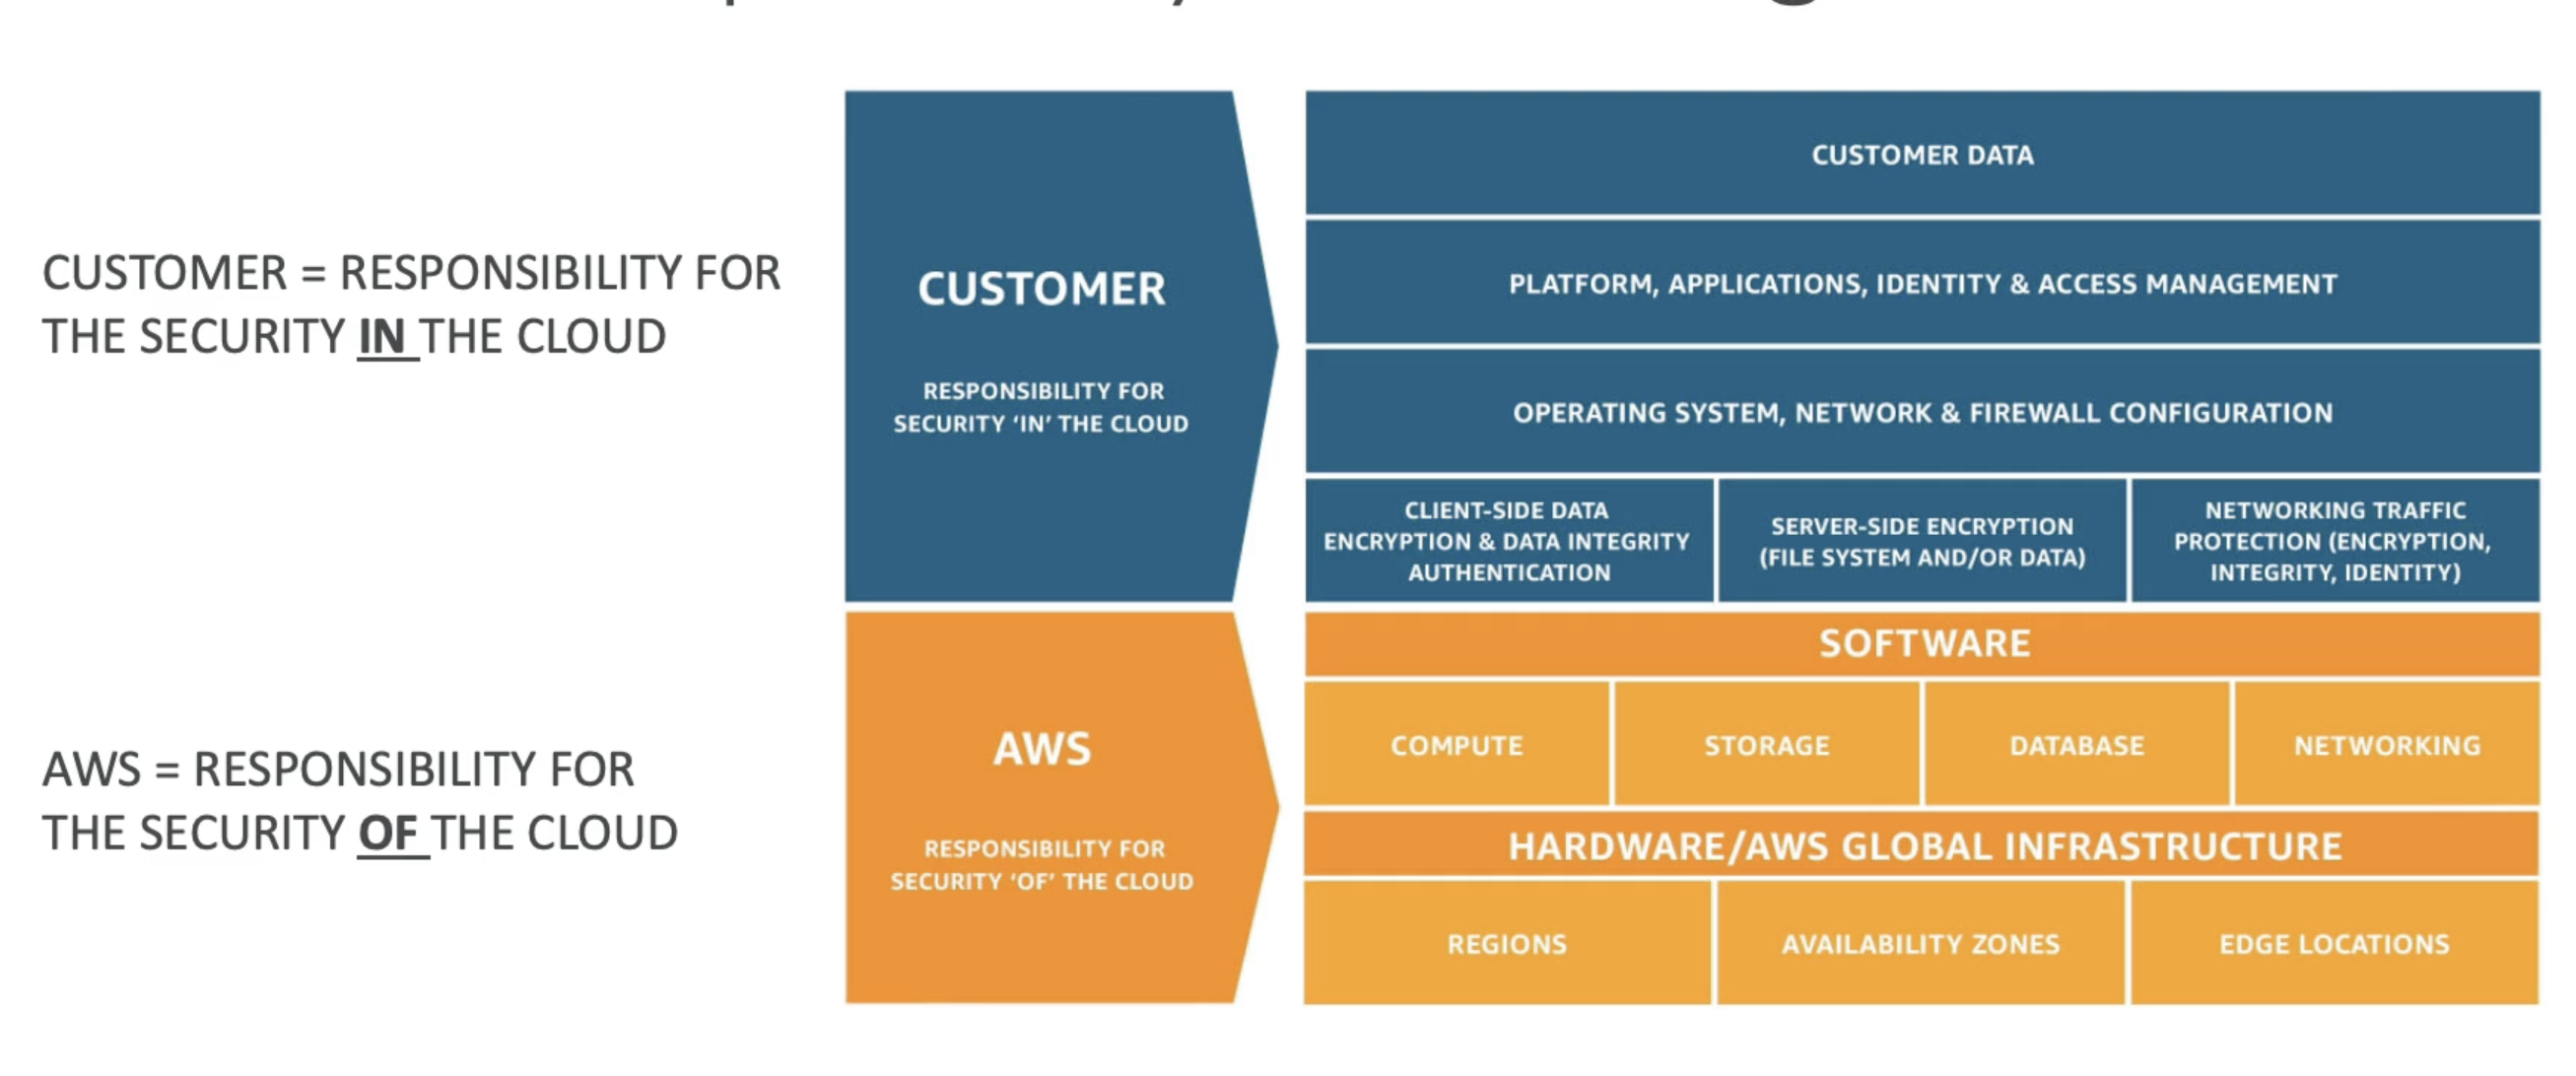 CUSTOMER = RESPONSIBILITY FOR
THE SECURITY IN THE CLOUD
AWS = RESPONSIBILITY FOR
THE SECURITY OF THE CLOUD
CUSTOMER
RESPONSIBILITY FOR
SECURITY ‘IN’ THE CLOUD
CUSTOMER DATA
PLATFORM, APPLICATIONS, IDENTITY & ACCESS MANAGEMENT
OPERATING SYSTEM, NETWORK & FIREWALL CONFIGURATION
CLIENT-SIDE DATA
ENCRYPTION & DATA INTEGRITY
AUTHENTICATION
SERVER-SIDE ENCRYPTION
(FILE SYSTEM AND/OR DATA)
NETWORKING TRAFFIC
PROTECTION (ENCRYPTION,
INTEGRITY, IDENTITY)
AWS
RESPONSIBILITY FOR
SECURITY ‘OF’ THE CLOUD
SOFTWARE
COMPUTE
STORAGE
DATABASE
NETWORKING
HARDWARE/AWS GLOBAL INFRASTRUCTURE
REGIONS
AVAILABILITY ZONES
EDGE LOCATIONS